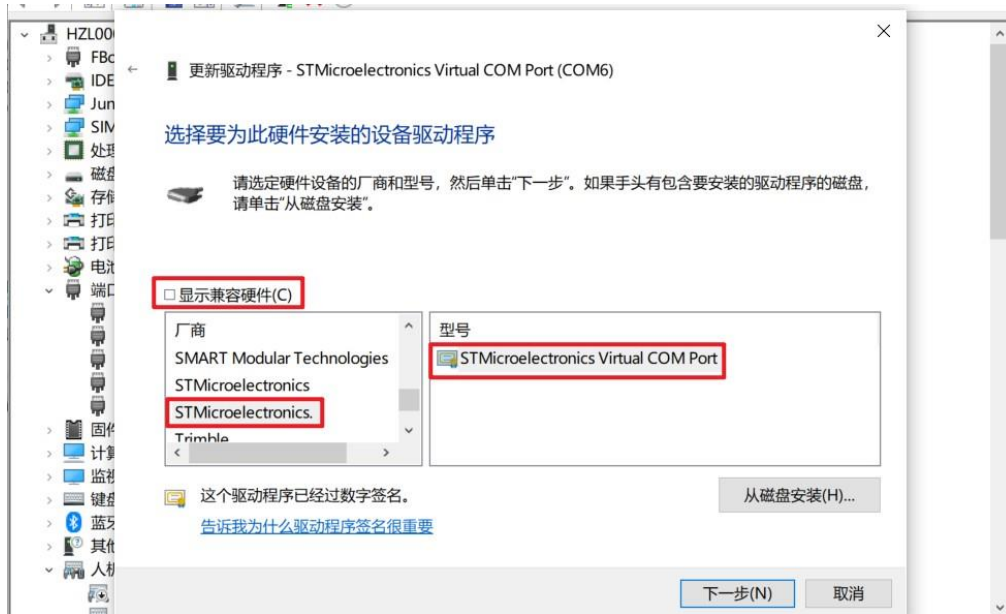 HZL00
FBo
更新驱动程序 - STMicroelectronics Virtual COM Port (COM6)
IDE
Jun
SIM
选择要为此硬件安装的设备驱动程序
处理
磁盘
请选定硬件设备的厂商和型号，然后单击“下一步”。如果手头有包含要安装的驱动程序的磁盘，
请单击“从磁盘安装”。
存储
打印
打印
电池
端口
显示兼容硬件(C)
厂商
型号
SMART Modular Technologies
STMicroelectronics Virtual COM Port
STMicroelectronics
STMicroelectronics.
Trimble
固件
计算
监视
键盘
这个驱动程序已经过数字签名。
从磁盘安装(H)...
蓝牙
告诉我为什么驱动程序签名很重要
其他
人机
下一步(N)
取消